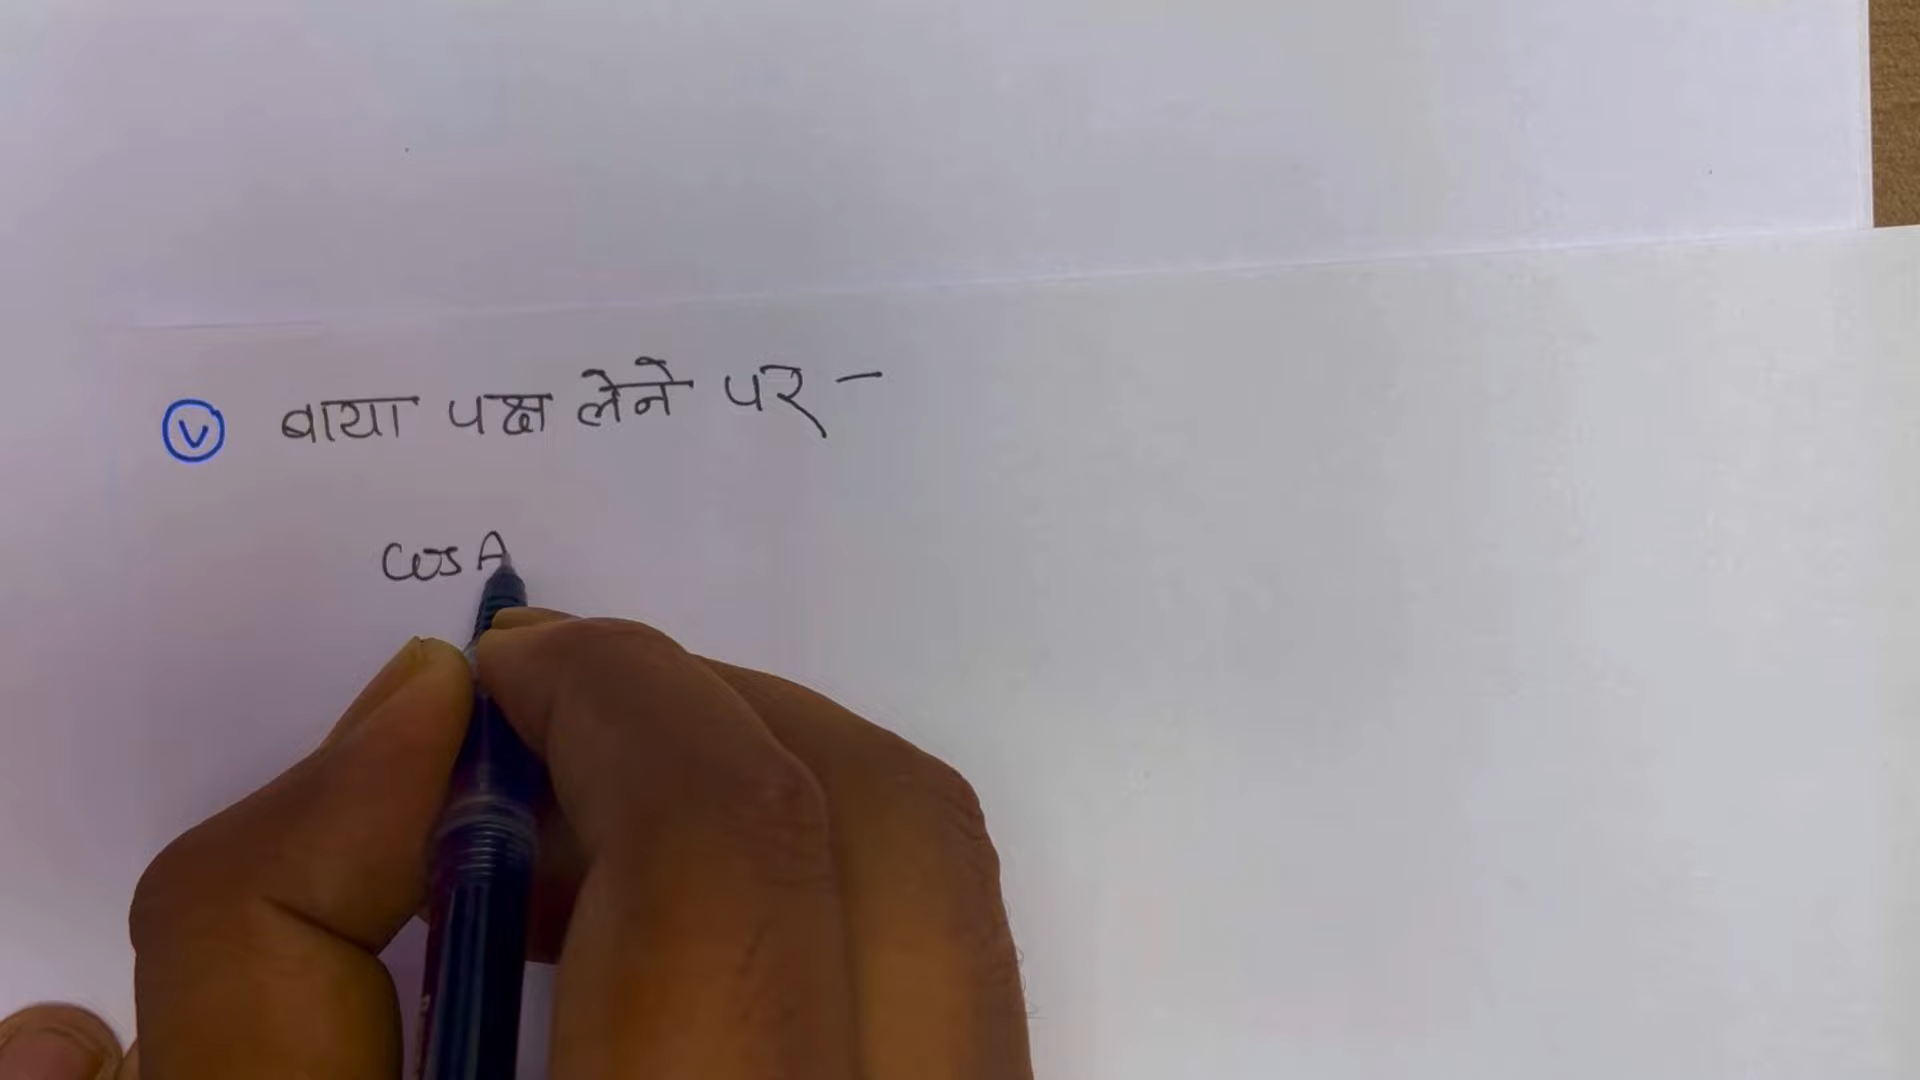 (v) बाया पक्ष लेने पर –
cos A